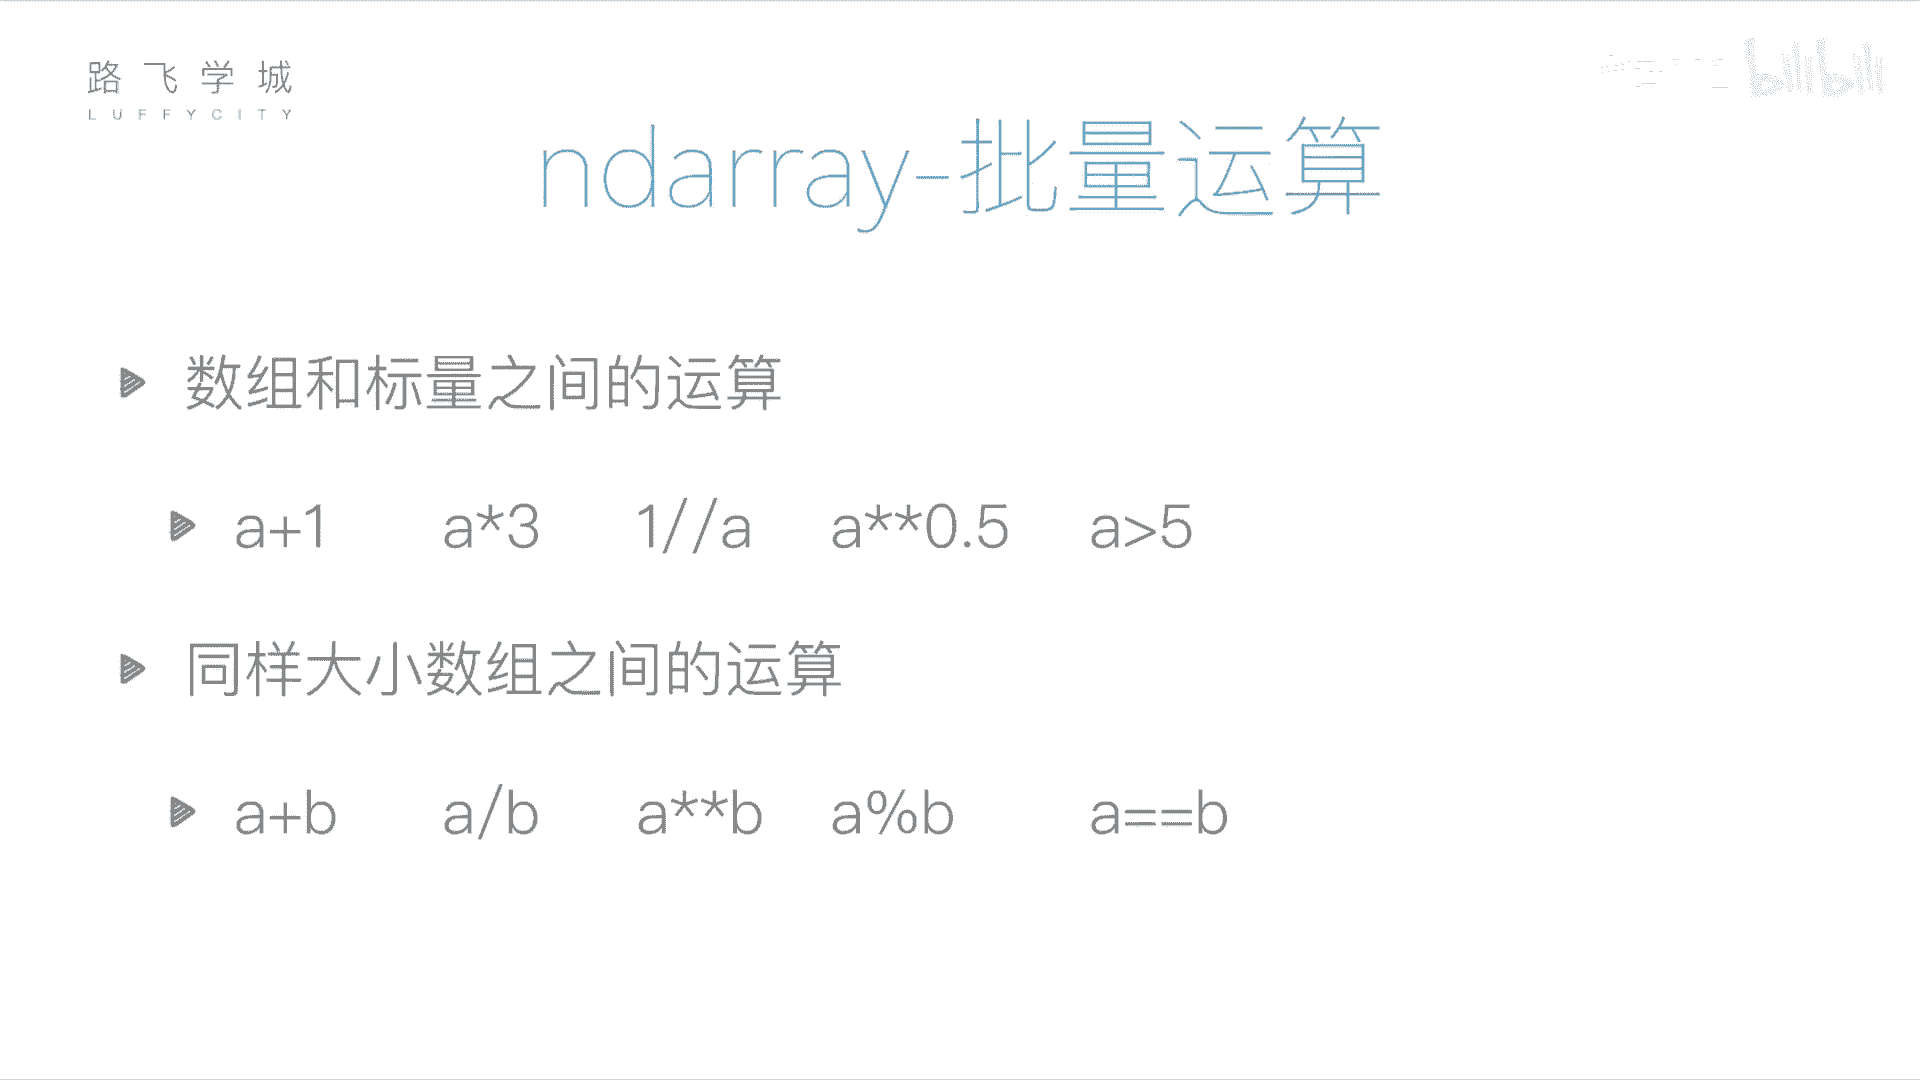 路飞学城
LUFFYCITY
bilibili
ndarray-批量运算
数组和标量之间的运算
a+1 a*3 1//a a**0.5 a>5
同样大小数组之间的运算
a+b a/b a**b a%b a==b